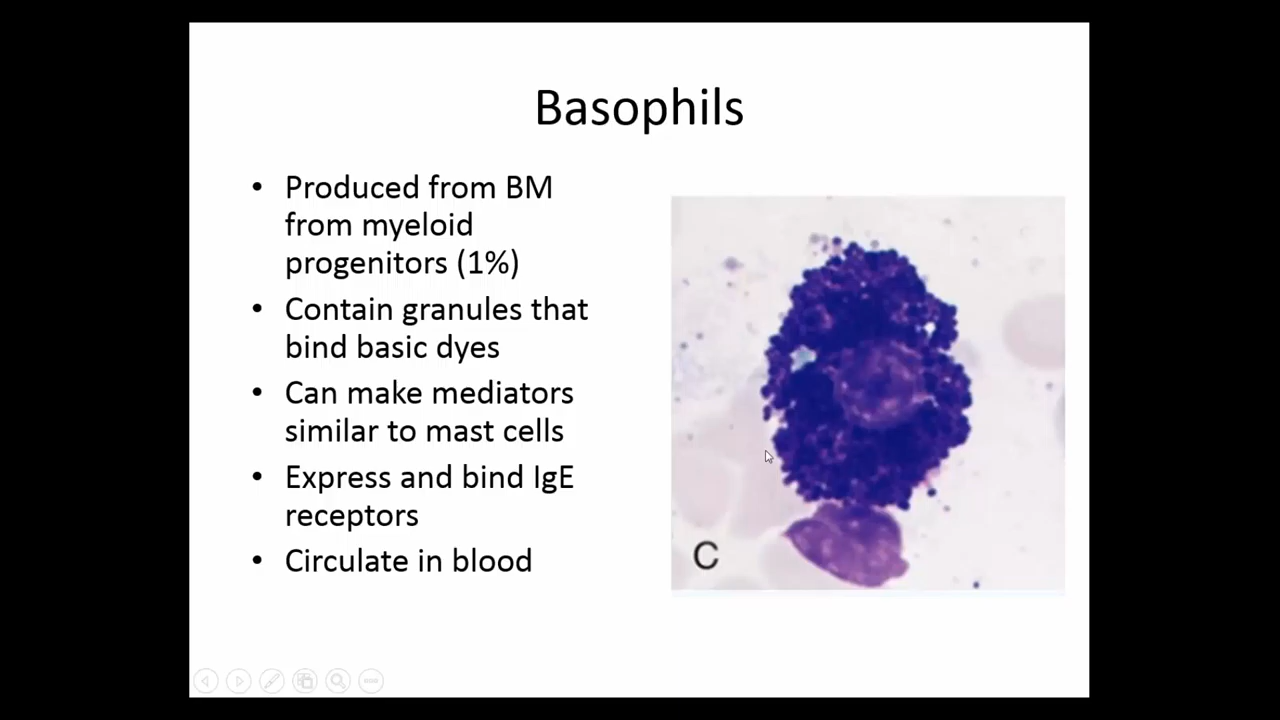 Basophils
• Produced from BM
from myeloid
progenitors (1%)
• Contain granules that
bind basic dyes
• Can make mediators
similar to mast cells
• Express and bind IgE
receptors
• Circulate in blood
C